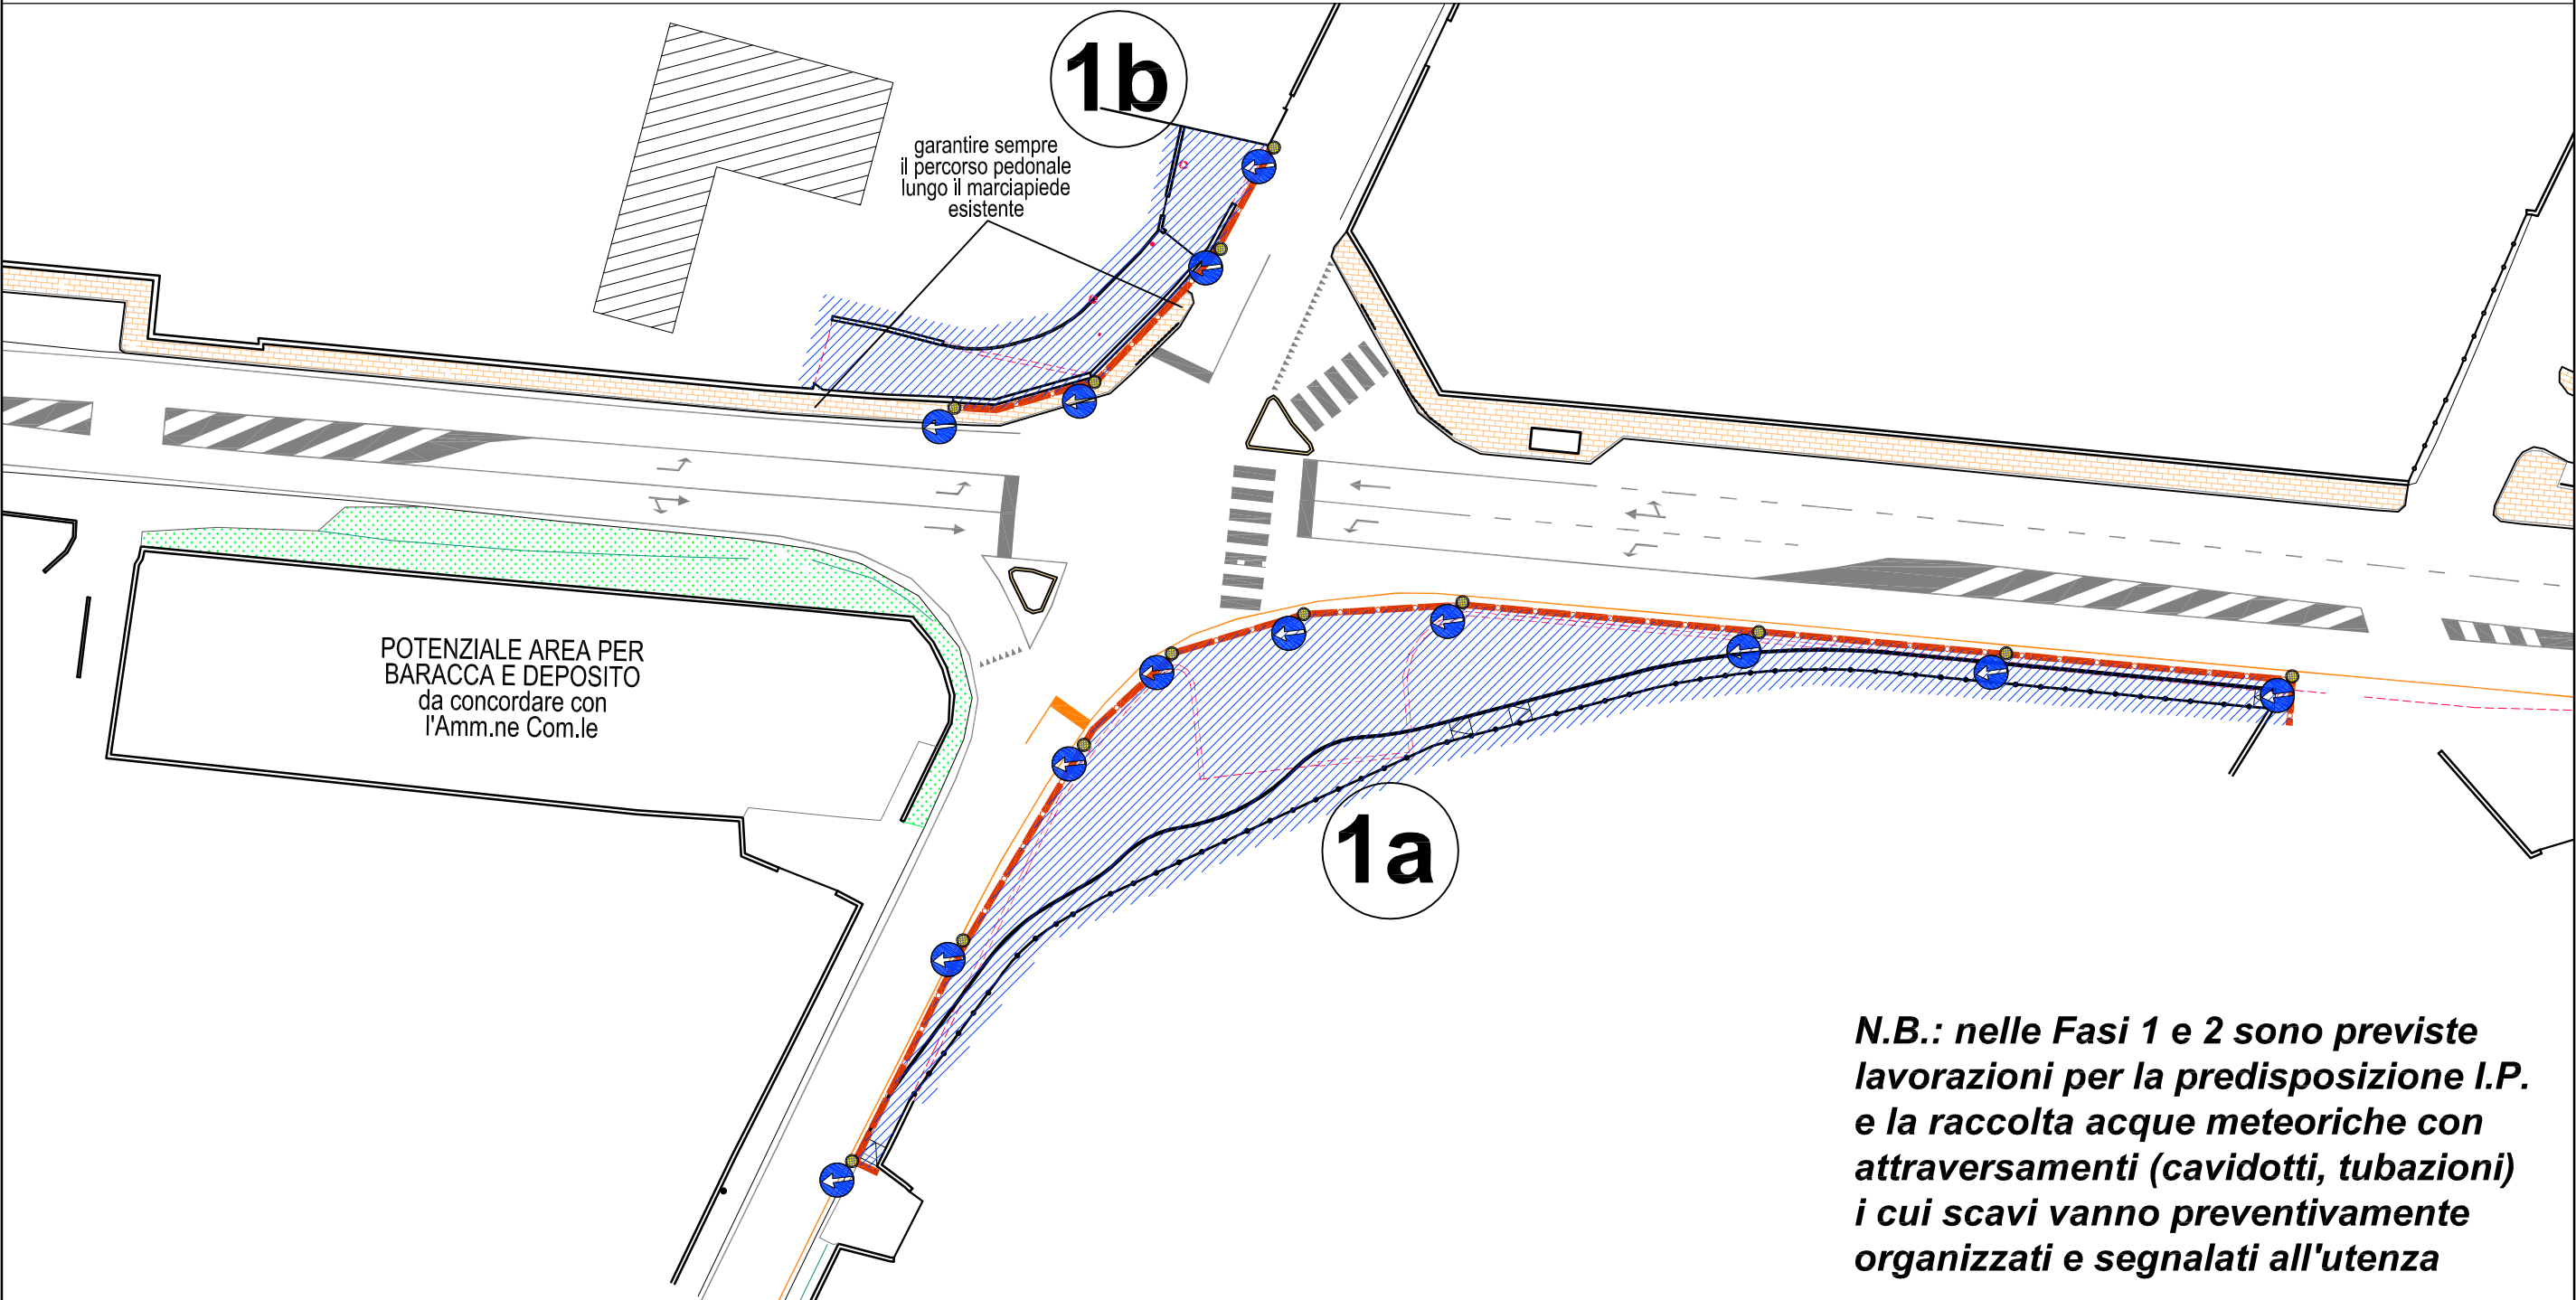 1b
garantire sempre
il percorso pedonale
lungo il marciapiede
esistente
POTENZIALE AREA PER
BARACCA E DEPOSITO
da concordare con
l'Amm.ne Com.le
1a
N.B.: nelle Fasi 1 e 2 sono previste
lavorazioni per la predisposizione I.P.
e la raccolta acque meteoriche con
attraversamenti (cavidotti, tubazioni)
i cui scavi vanno preventivamente
organizzati e segnalati all'utenza